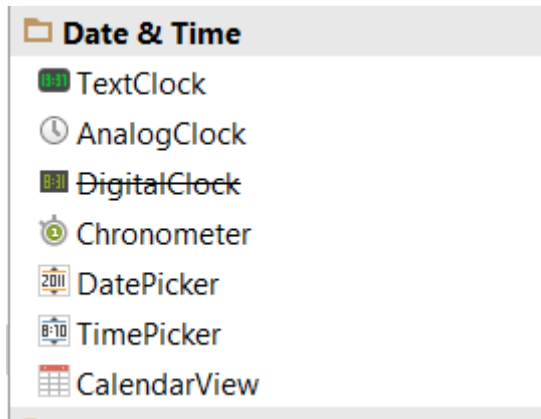 Date & Time
TextClock
AnalogClock
DigitalClock
Chronometer
DatePicker
TimePicker
CalendarView